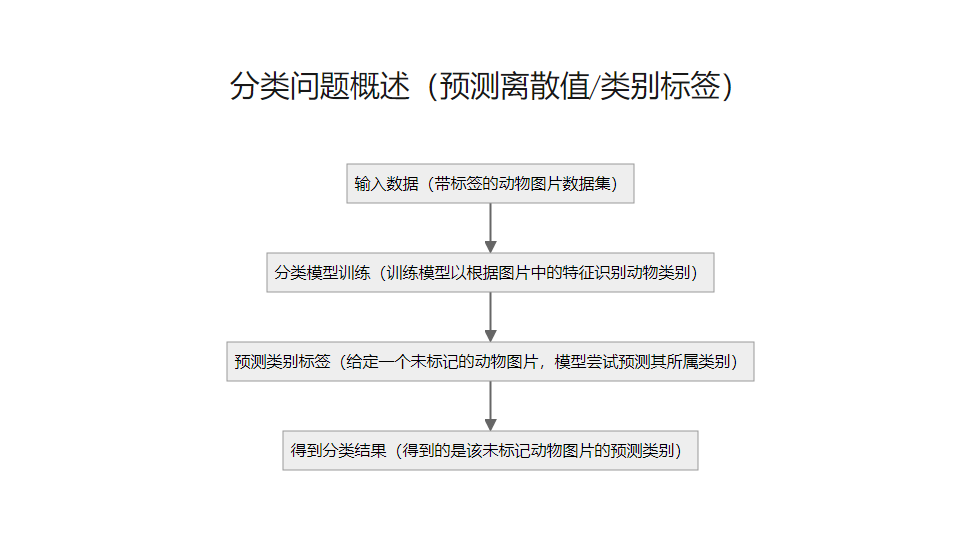 分类问题概述（预测离散值/类别标签）
输入数据（带标签的动物图片数据集）
分类模型训练（训练模型以根据图片中的特征识别动物类别）
预测类别标签（给定一个未标记的动物图片，模型尝试预测其所属类别）
得到分类结果（得到的是该未标记动物图片的预测类别）